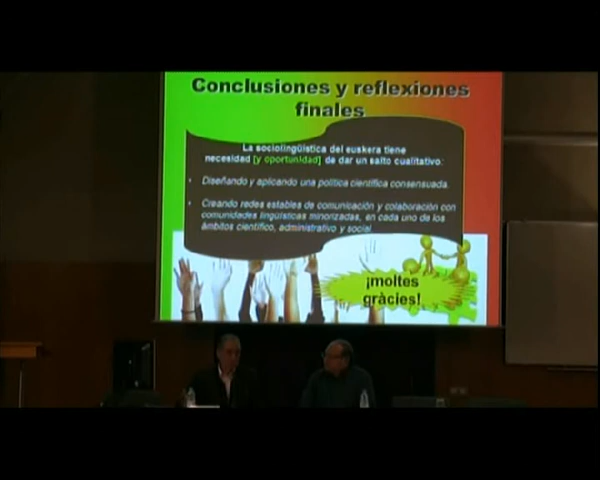 Conclusiones y reflexiones
finales
La sociolingüística del euskera tiene
necesidad [y oportunidad] de dar un salto cualitativo:
• Diseñando y aplicando una política científica consensuada.
• Creando redes estables de comunicación y colaboración con
comunidades lingüísticas minorizadas, en cada uno de los
ámbitos científico, administrativo y social
¡moltes
gràcies!